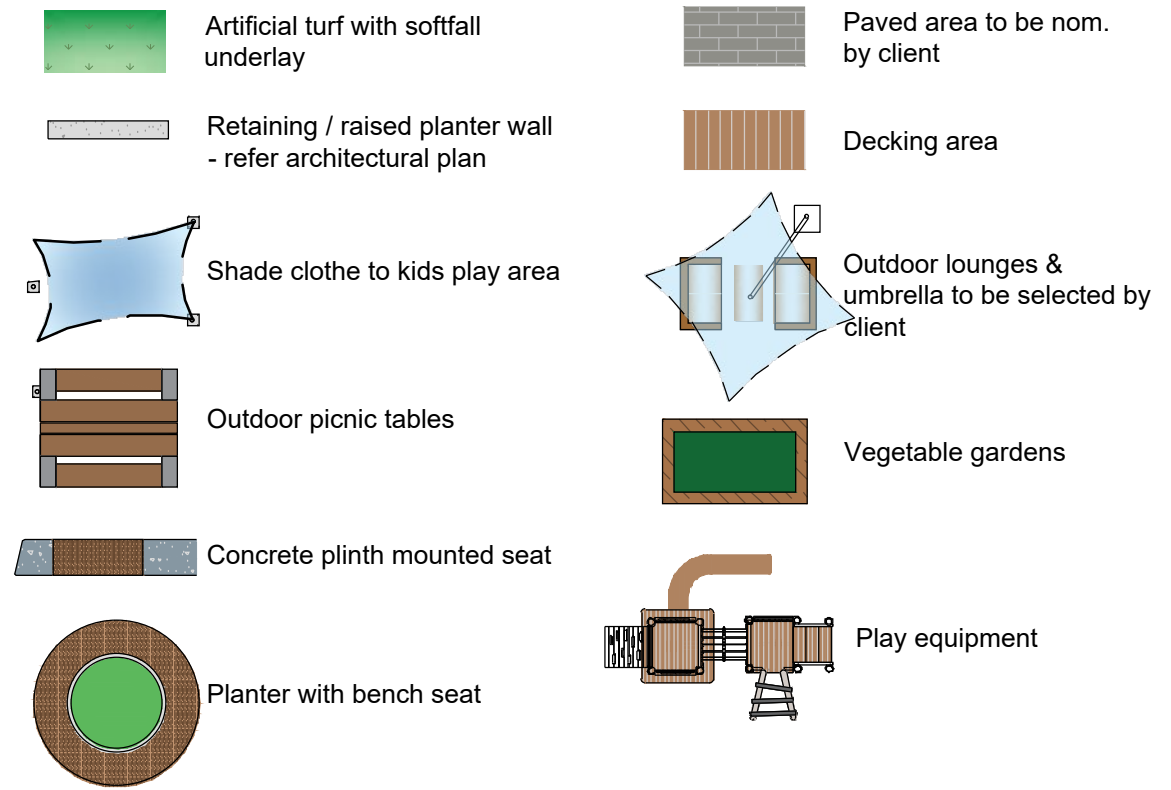 Artificial turf with softfall
underlay
Retaining / raised planter wall
- refer architectural plan
Shade clothe to kids play area
Outdoor picnic tables
Concrete plinth mounted seat
Planter with bench seat
Paved area to be nom.
by client
Decking area
Outdoor lounges &
umbrella to be selected by
client
Vegetable gardens
Play equipment